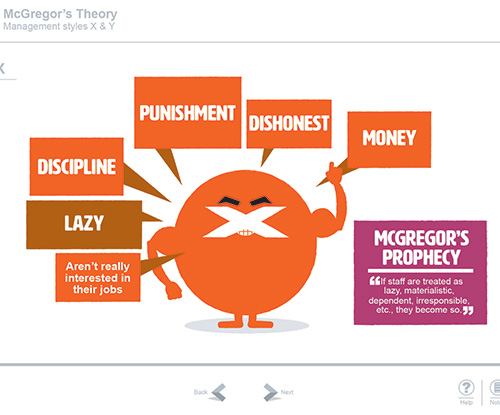 McGregor's Theory
Management styles X & Y
X
PUNISHMENT
DISHONEST
MONEY
DISCIPLINE
LAZY
Aren't really
interested in
their jobs
X
MCGREGOR'S
PROPHECY
“If staff are treated as
lazy, materialistic,
dependent, irresponsible,
etc., they become so.”
Back
Next
Help